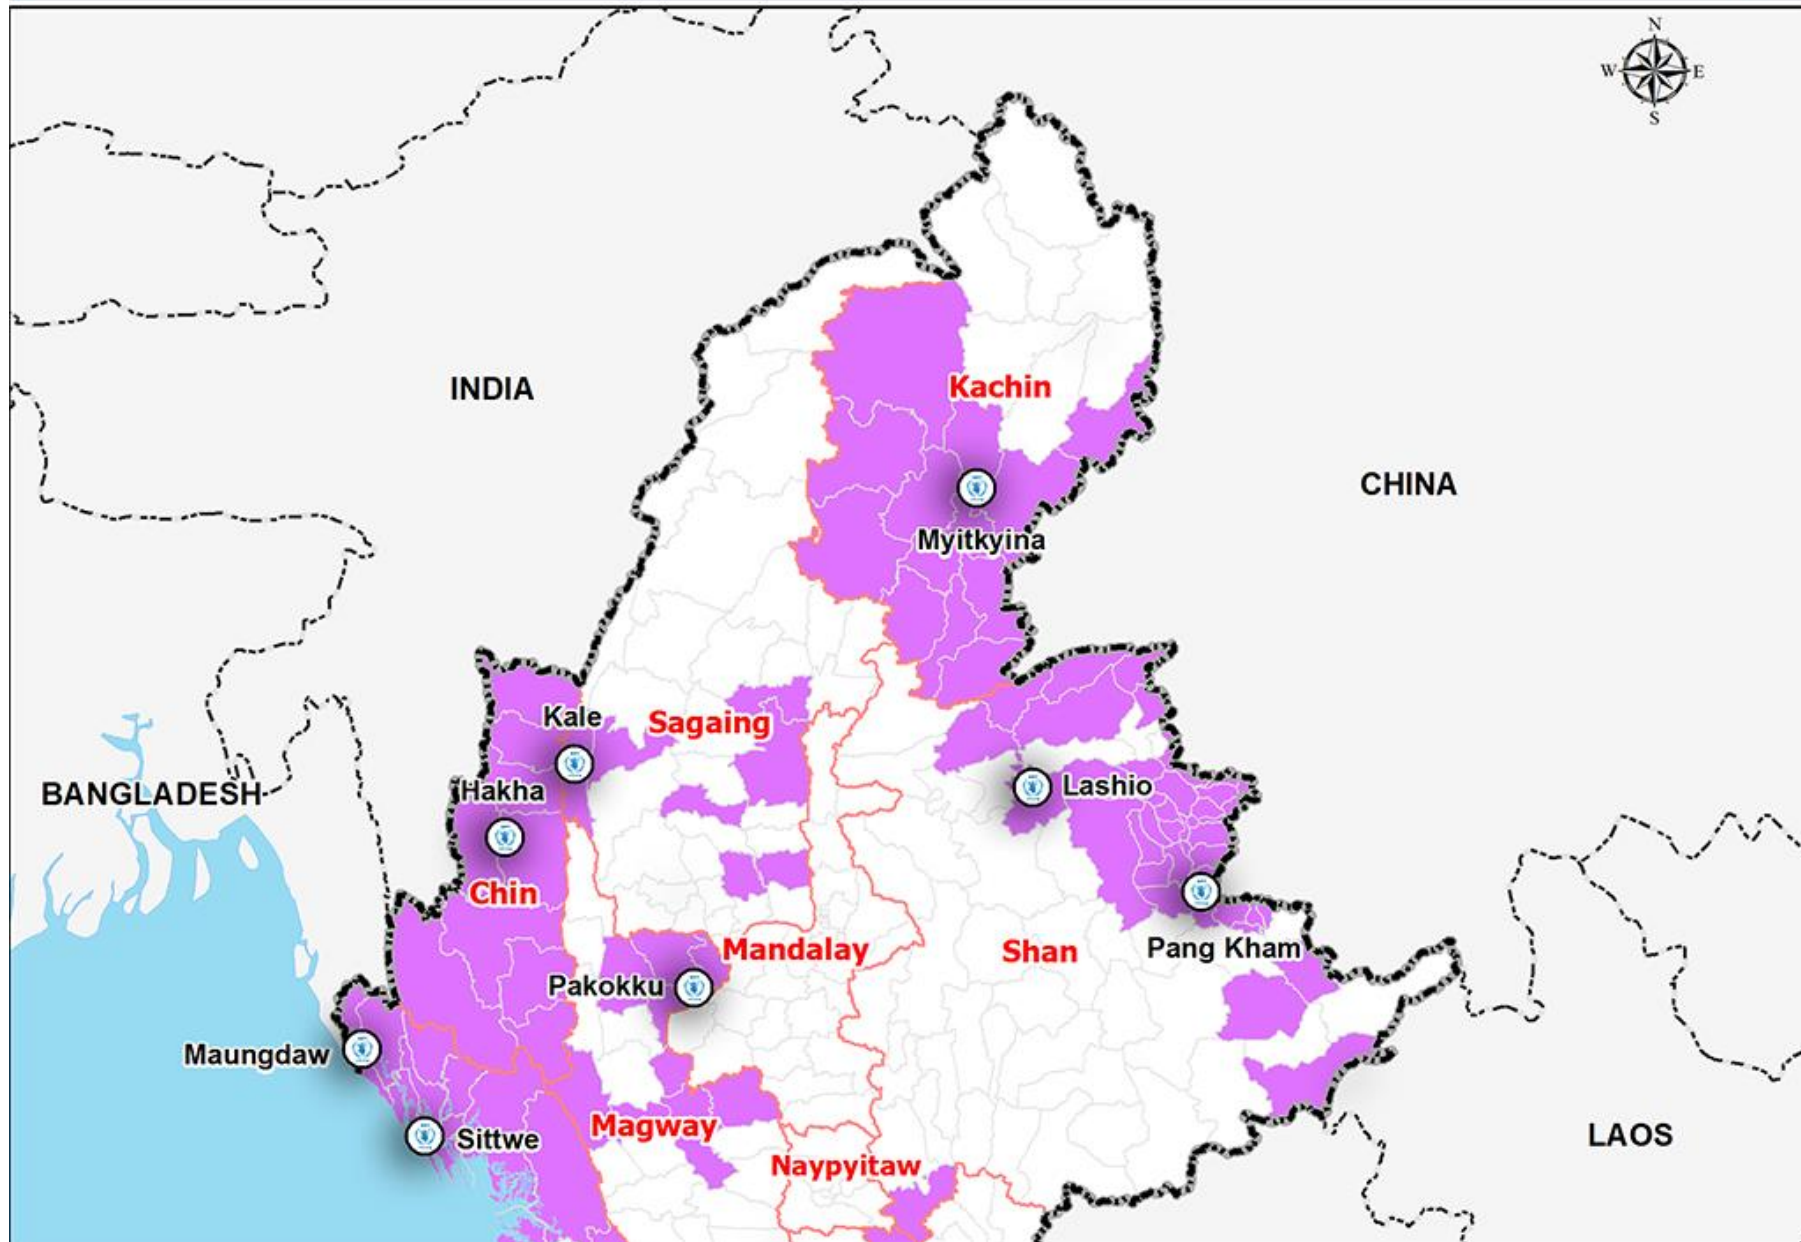 N
W E
S
INDIA
Kachin
CHINA
Myitkyina
Kale
Sagaing
BANGLADESH
Hakha
Lashio
Chin
Mandalay
Shan
Pang Kham
Pakokku
Maungdaw
Magway
Sittwe
LAOS
Naypyitaw